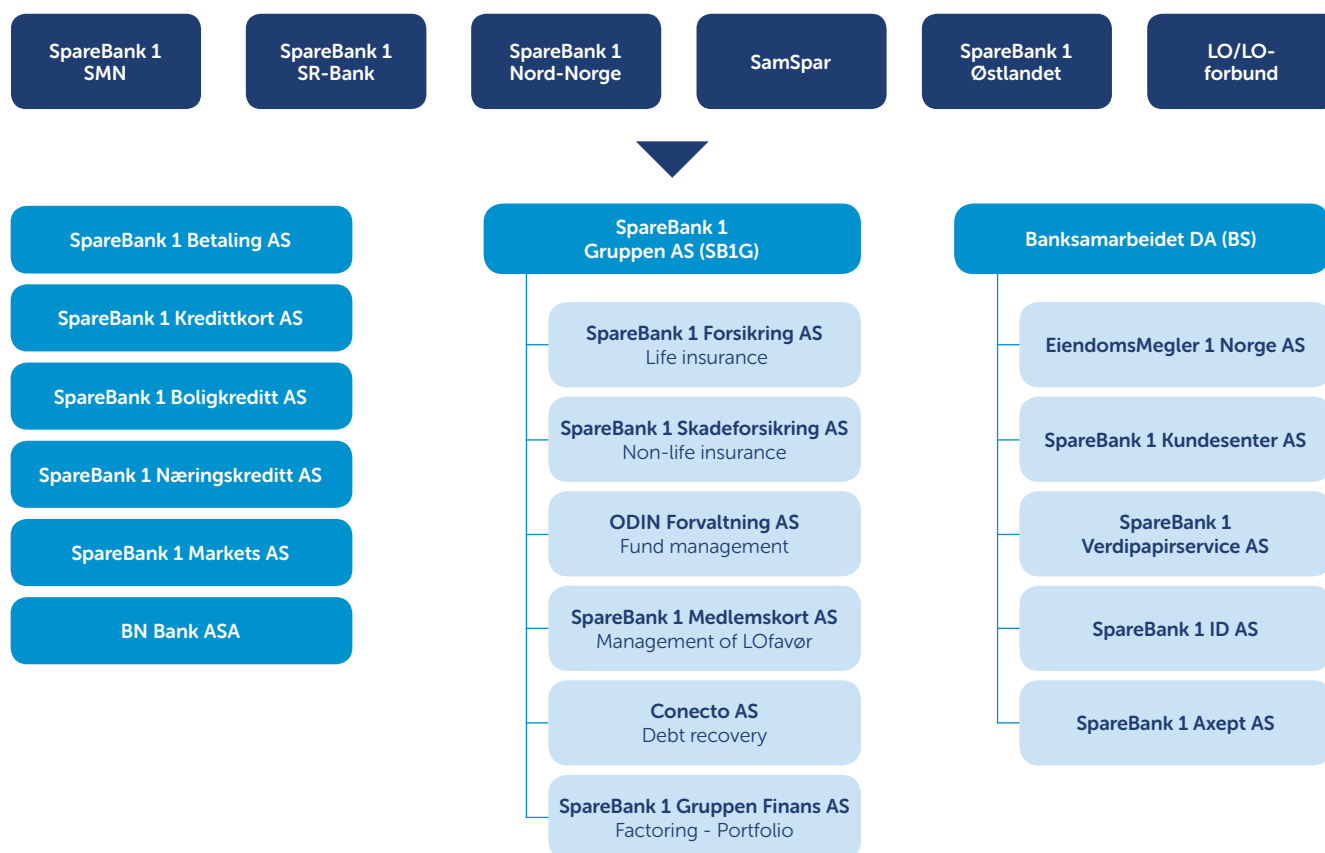 SpareBank 1
SMN
SpareBank 1
SR-Bank
SpareBank 1
Nord-Norge
SamSpar
SpareBank 1
Østlandet
LO/LO-
forbund
SpareBank 1 Betaling AS
SpareBank 1 Kredittkort AS
SpareBank 1 Boligkreditt AS
SpareBank 1 Næringskreditt AS
SpareBank 1 Markets AS
BN Bank ASA
SpareBank 1
Gruppen AS (SB1G)
SpareBank 1 Forsikring AS
Life insurance
SpareBank 1 Skadeforsikring AS
Non-life insurance
ODIN Forvaltning AS
Fund management
SpareBank 1 Medlemskort AS
Management of LOfavør
Conecto AS
Debt recovery
SpareBank 1 Gruppen Finans AS
Factoring - Portfolio
Banksamarbeidet DA (BS)
EiendomsMegler 1 Norge AS
SpareBank 1 Kundesenter AS
SpareBank 1
Verdipapirservice AS
SpareBank 1 ID AS
SpareBank 1 Axept AS